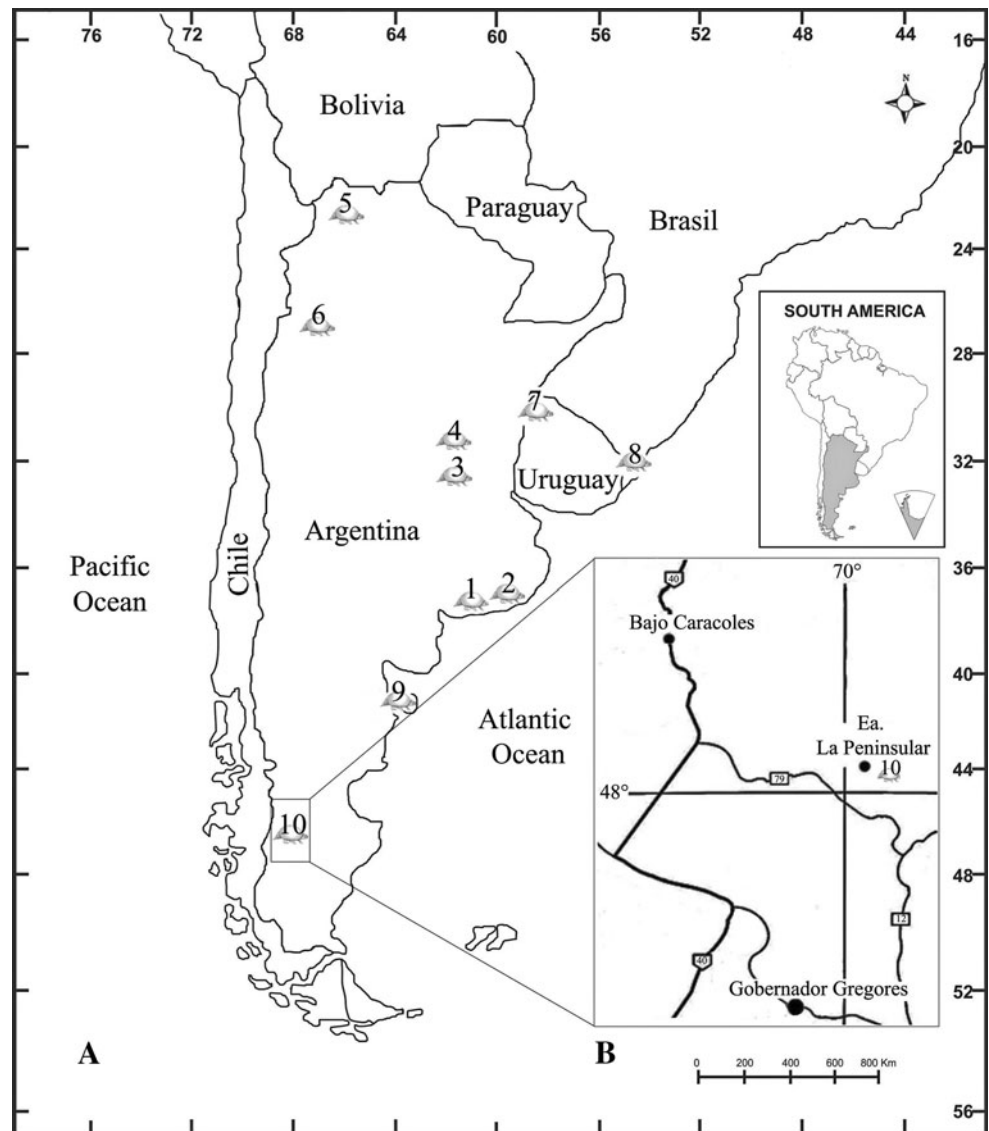 76 72 68 64 60 56 52 48 44
16
N
Bolivia
20
Paraguay
Brasil
5
24
6
SOUTH AMERICA
28
7
4
8
32
3
Uruguay
Argentina
Pacific
Ocean
Chile
1
2
36
40
70°
Bajo Caracoles
40
9
Atlantic
Ocean
Ea.
La Peninsular
10
44
79
48°
10
48
12
40
Gobernador Gregores
52
A
B
0 200 400 600 800 Km
56